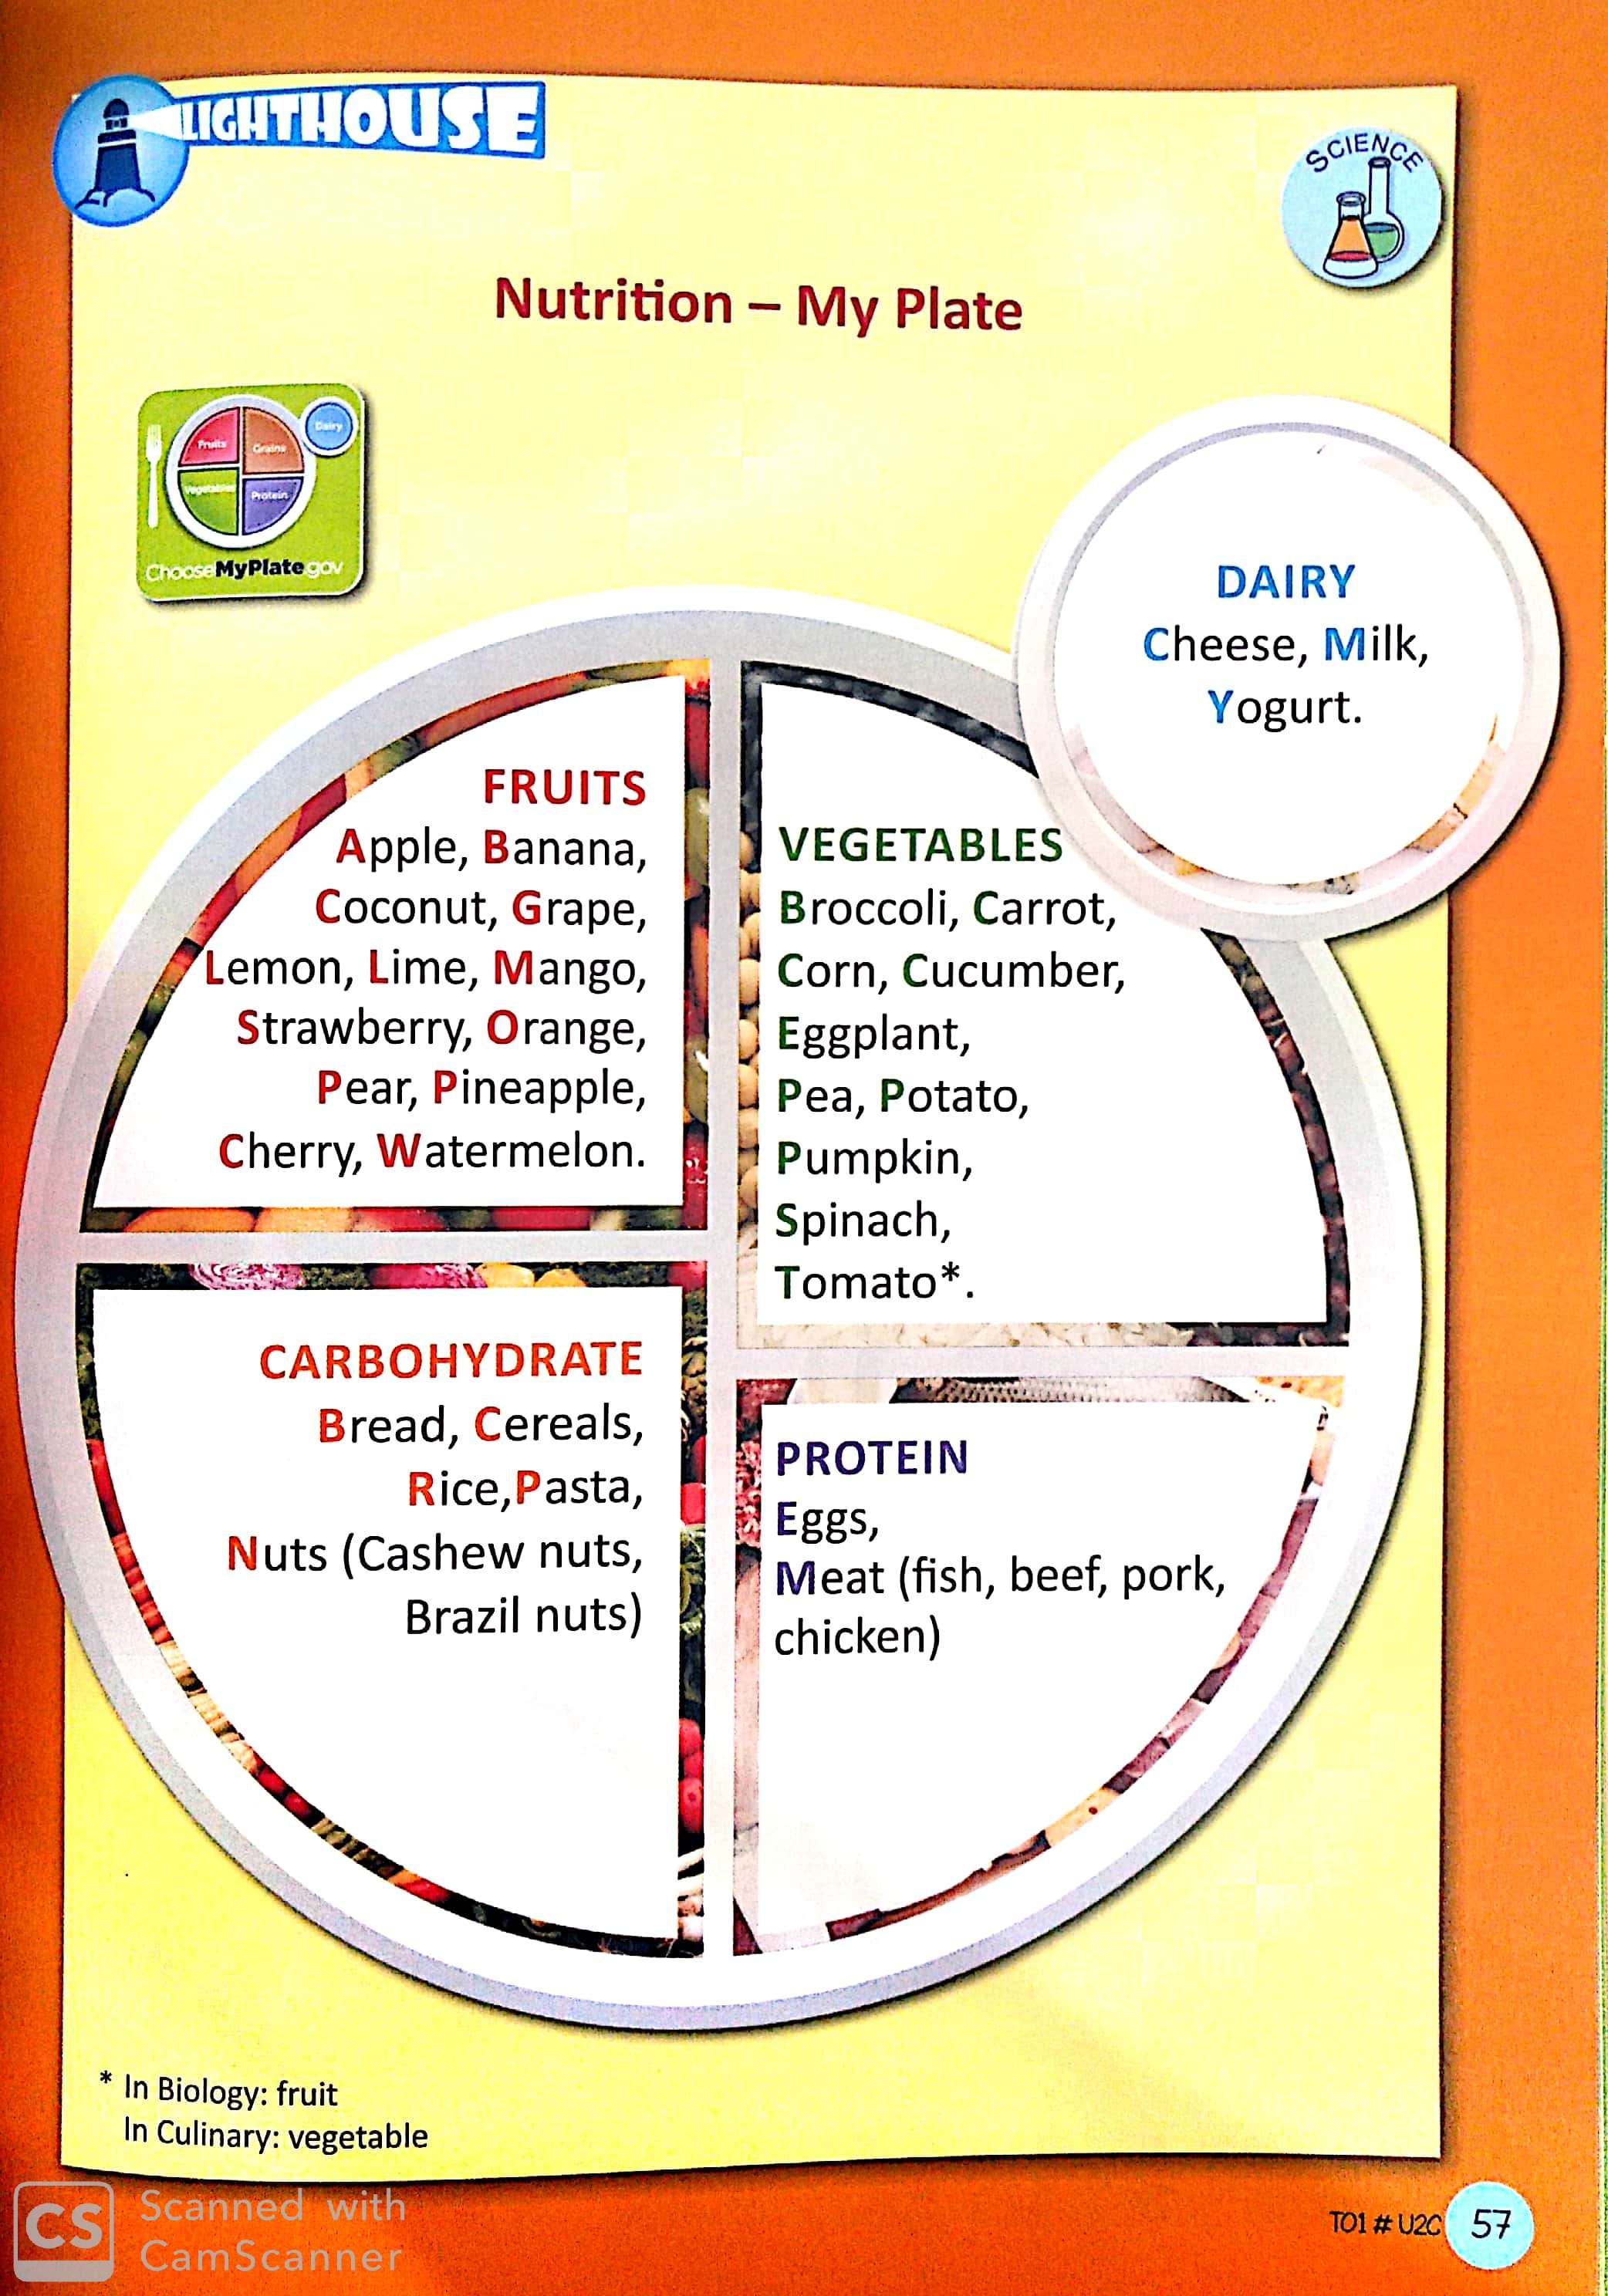 LIGHTHOUSE
SCIENCE
Nutrition – My Plate
Fruits
Grains
Dairy
Vegetables
Protein
ChooseMyPlate.gov
DAIRY
Cheese, Milk,
Yogurt.
FRUITS
Apple, Banana,
Coconut, Grape,
Lemon, Lime, Mango,
Strawberry, Orange,
Pear, Pineapple,
Cherry, Watermelon.
VEGETABLES
Broccoli, Carrot,
Corn, Cucumber,
Eggplant,
Pea, Potato,
Pumpkin,
Spinach,
Tomato*.
CARBOHYDRATE
Bread, Cereals,
Rice,Pasta,
Nuts (Cashew nuts,
Brazil nuts)
PROTEIN
Eggs,
Meat (fish, beef, pork,
chicken)
* In Biology: fruit
In Culinary: vegetable
TO1 # U2C 57
CS Scanned with
CamScanner